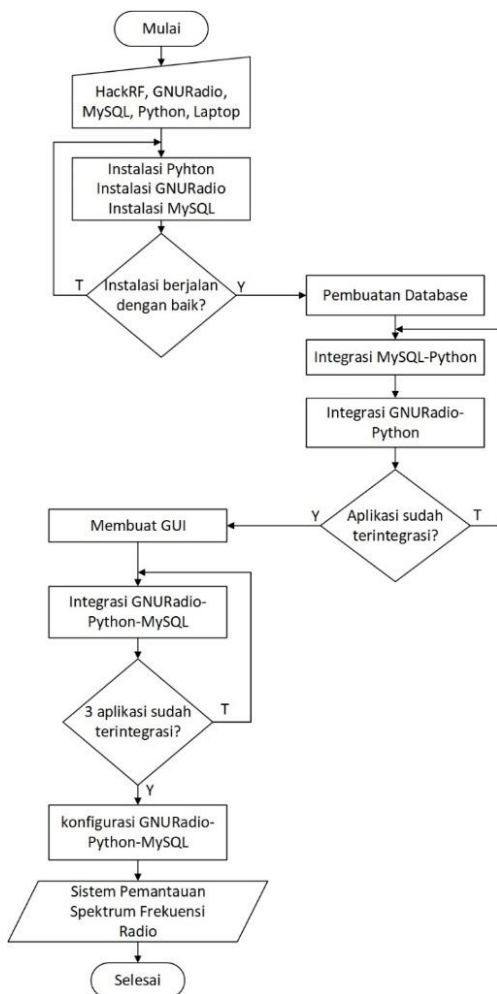 Mulai
HackRF, GNURadio,
MySQL, Python, Laptop
Instalasi Pyhton
Instalasi GNURadio
Instalasi MySQL
Instalasi berjalan
dengan baik?
T
Y
Pembuatan Database
Integrasi MySQL-Python
Integrasi GNURadio-
Python
Aplikasi sudah
terintegrasi?
Y
T
Membuat GUI
Integrasi GNURadio-
Python-MySQL
3 aplikasi sudah
terintegrasi?
T
Y
konfigurasi GNURadio-
Python-MySQL
Sistem Pemantauan
Spektrum Frekuensi
Radio
Selesai